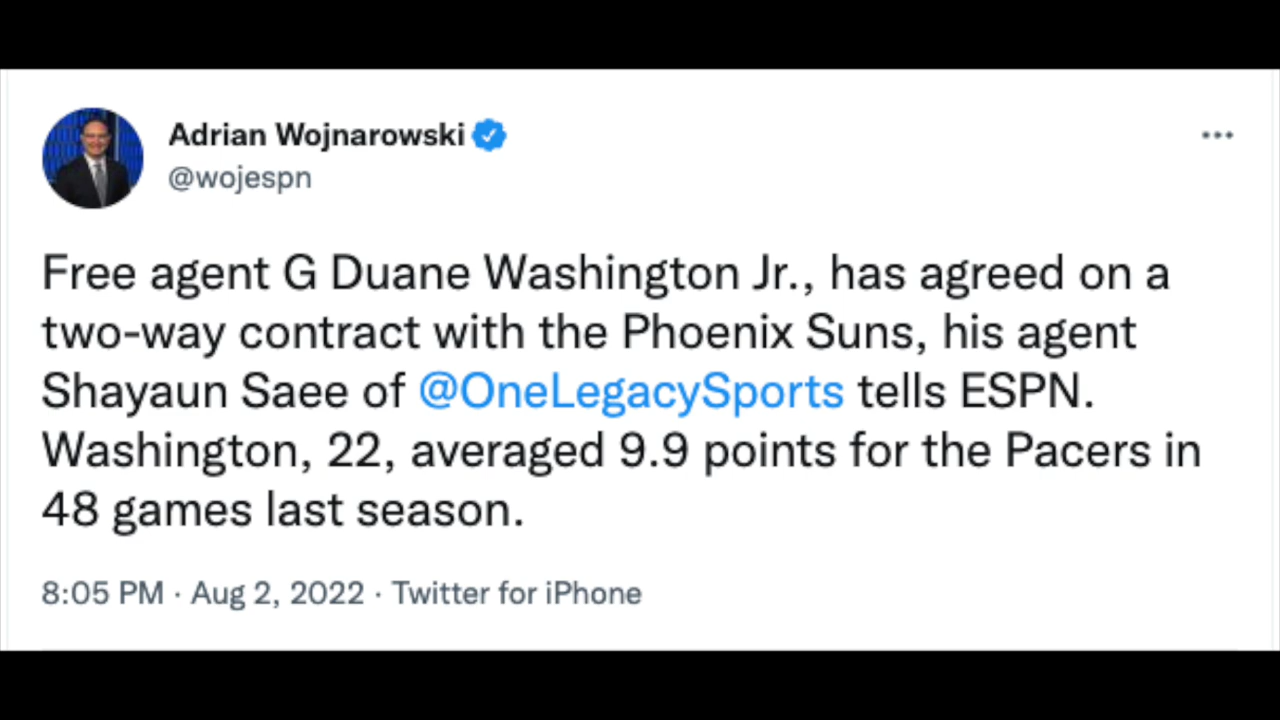 Adrian Wojnarowski
@wojespn
Free agent G Duane Washington Jr., has agreed on a
two-way contract with the Phoenix Suns, his agent
Shayaun Saee of @OneLegacySports tells ESPN.
Washington, 22, averaged 9.9 points for the Pacers in
48 games last season.
8:05 PM · Aug 2, 2022 · Twitter for iPhone